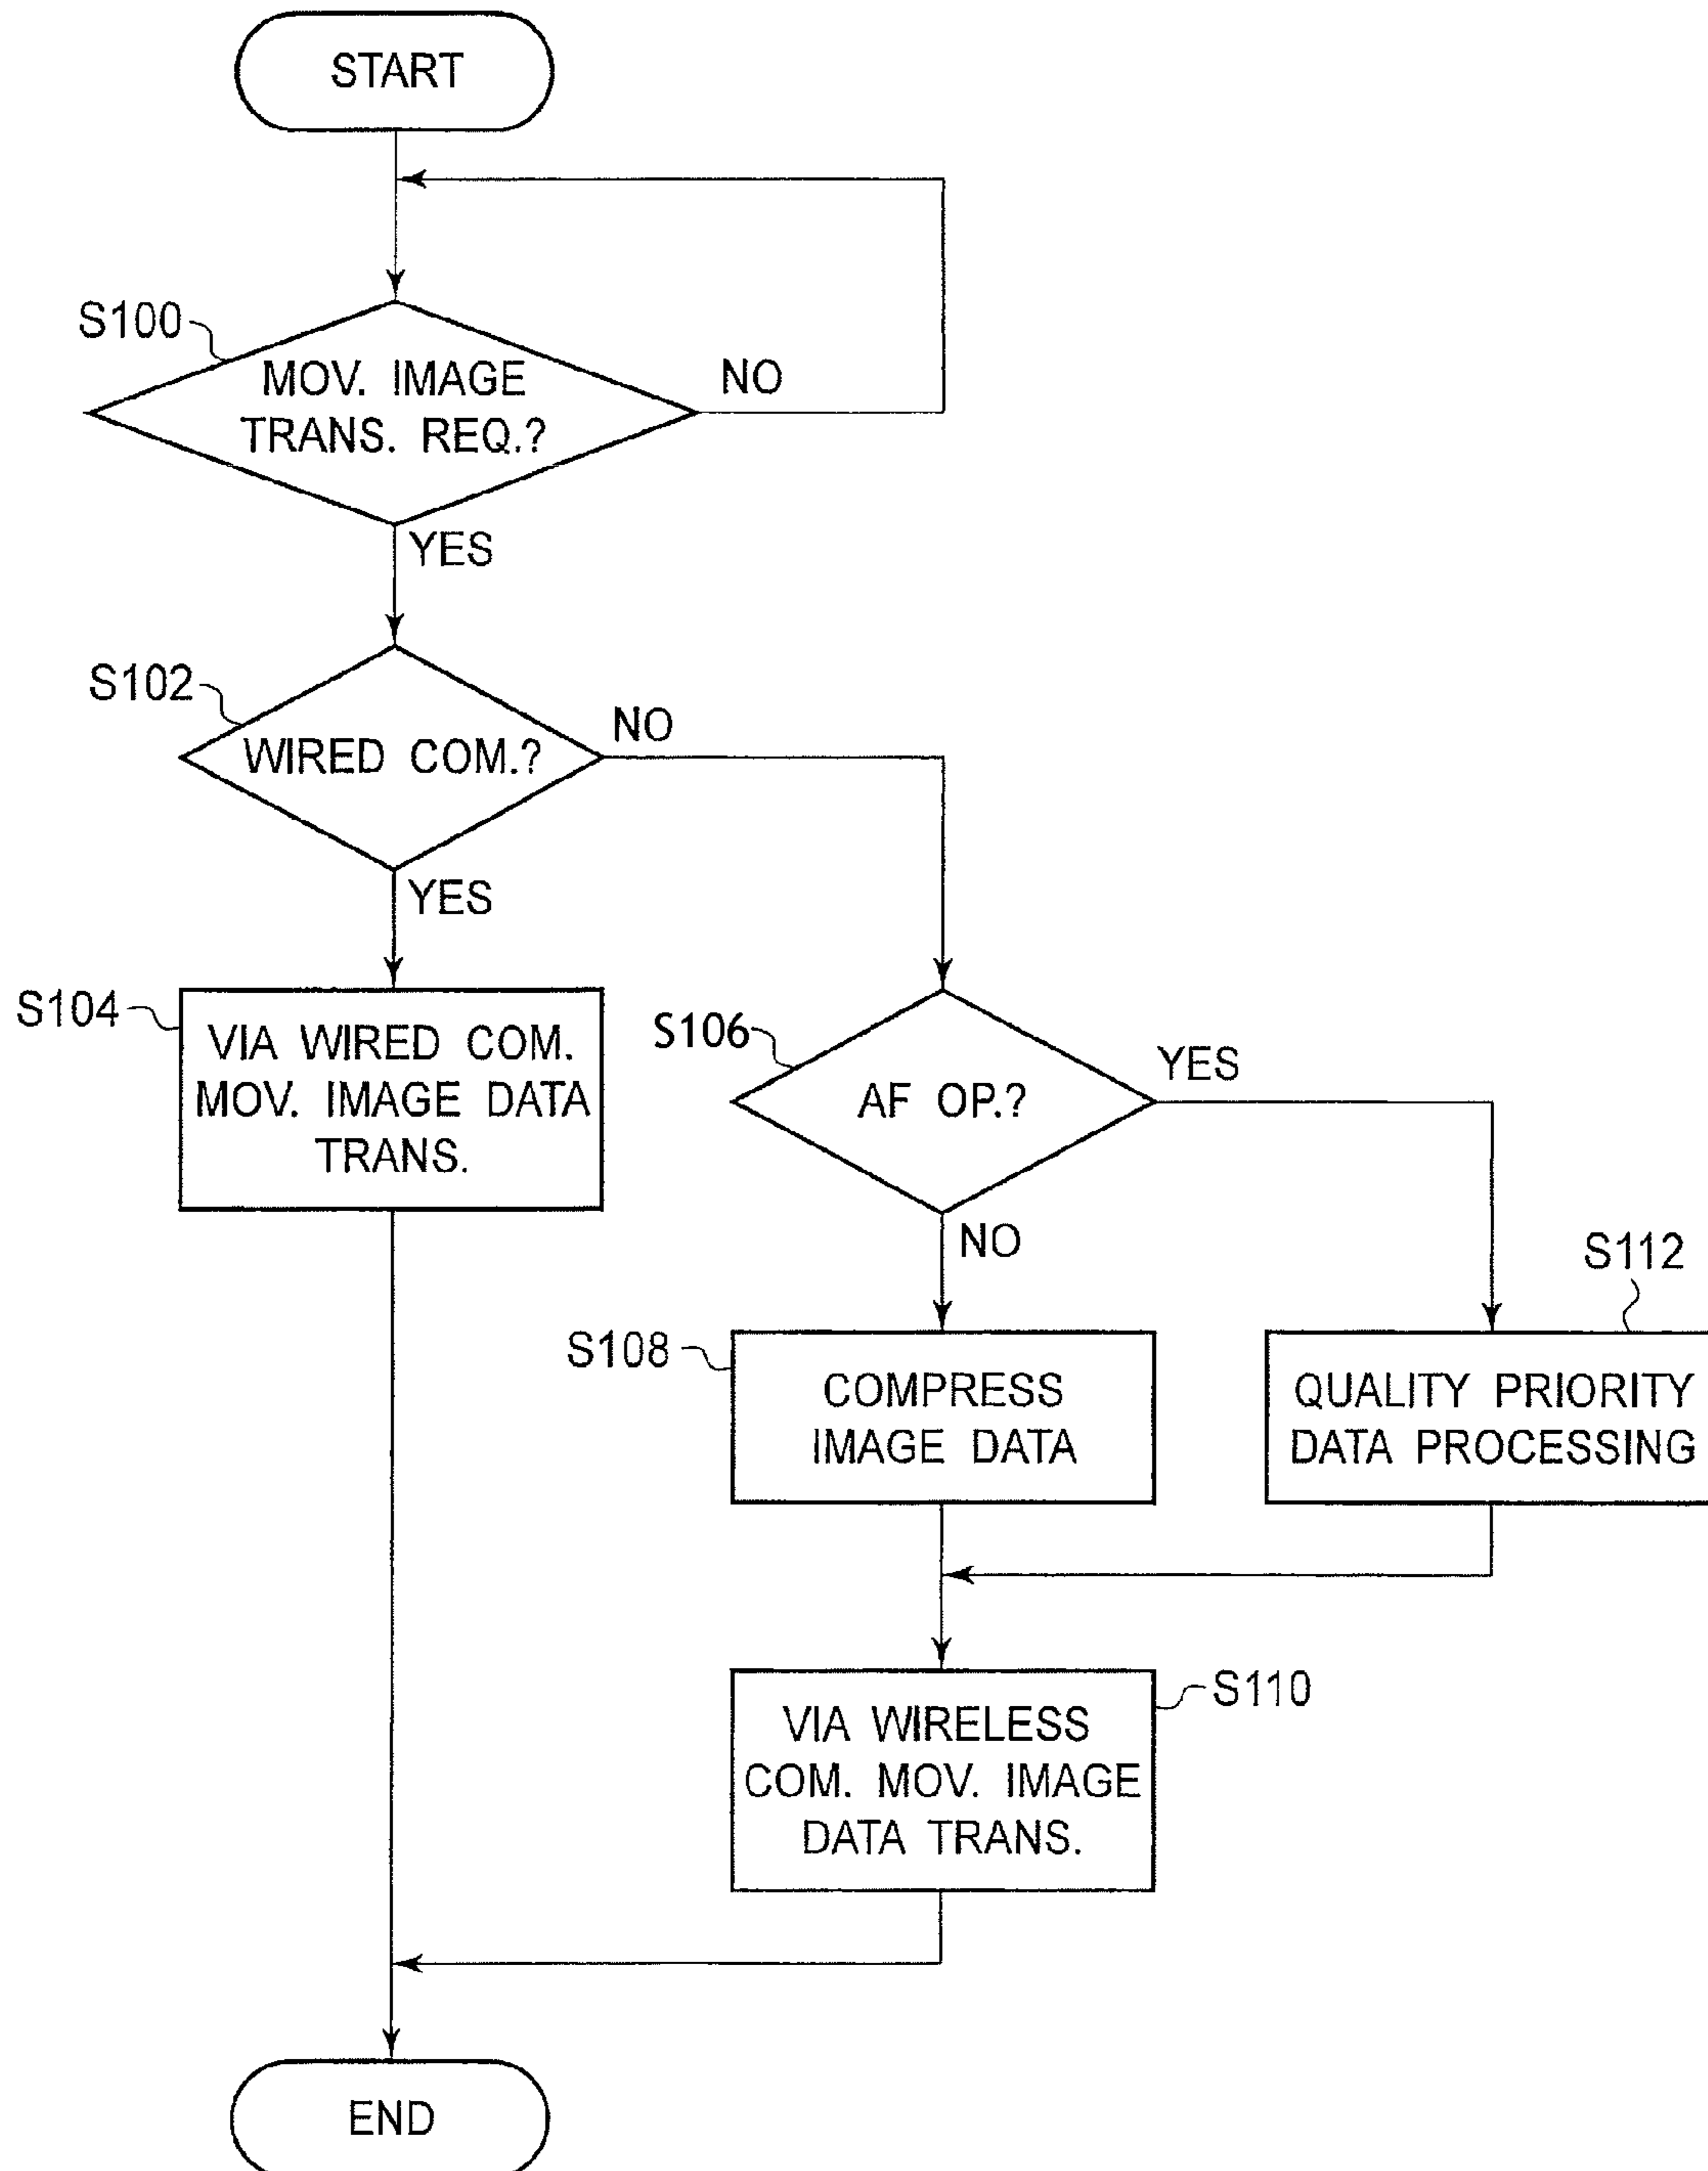 START
S100
MOV. IMAGE
TRANS. REQ.?
NO
YES
S102
WIRED COM.?
NO
YES
S104
VIA WIRED COM.
MOV. IMAGE DATA
TRANS.
S106
AF OP.?
YES
NO
S108
COMPRESS
IMAGE DATA
S112
QUALITY PRIORITY
DATA PROCESSING
S110
VIA WIRELESS
COM. MOV. IMAGE
DATA TRANS.
END